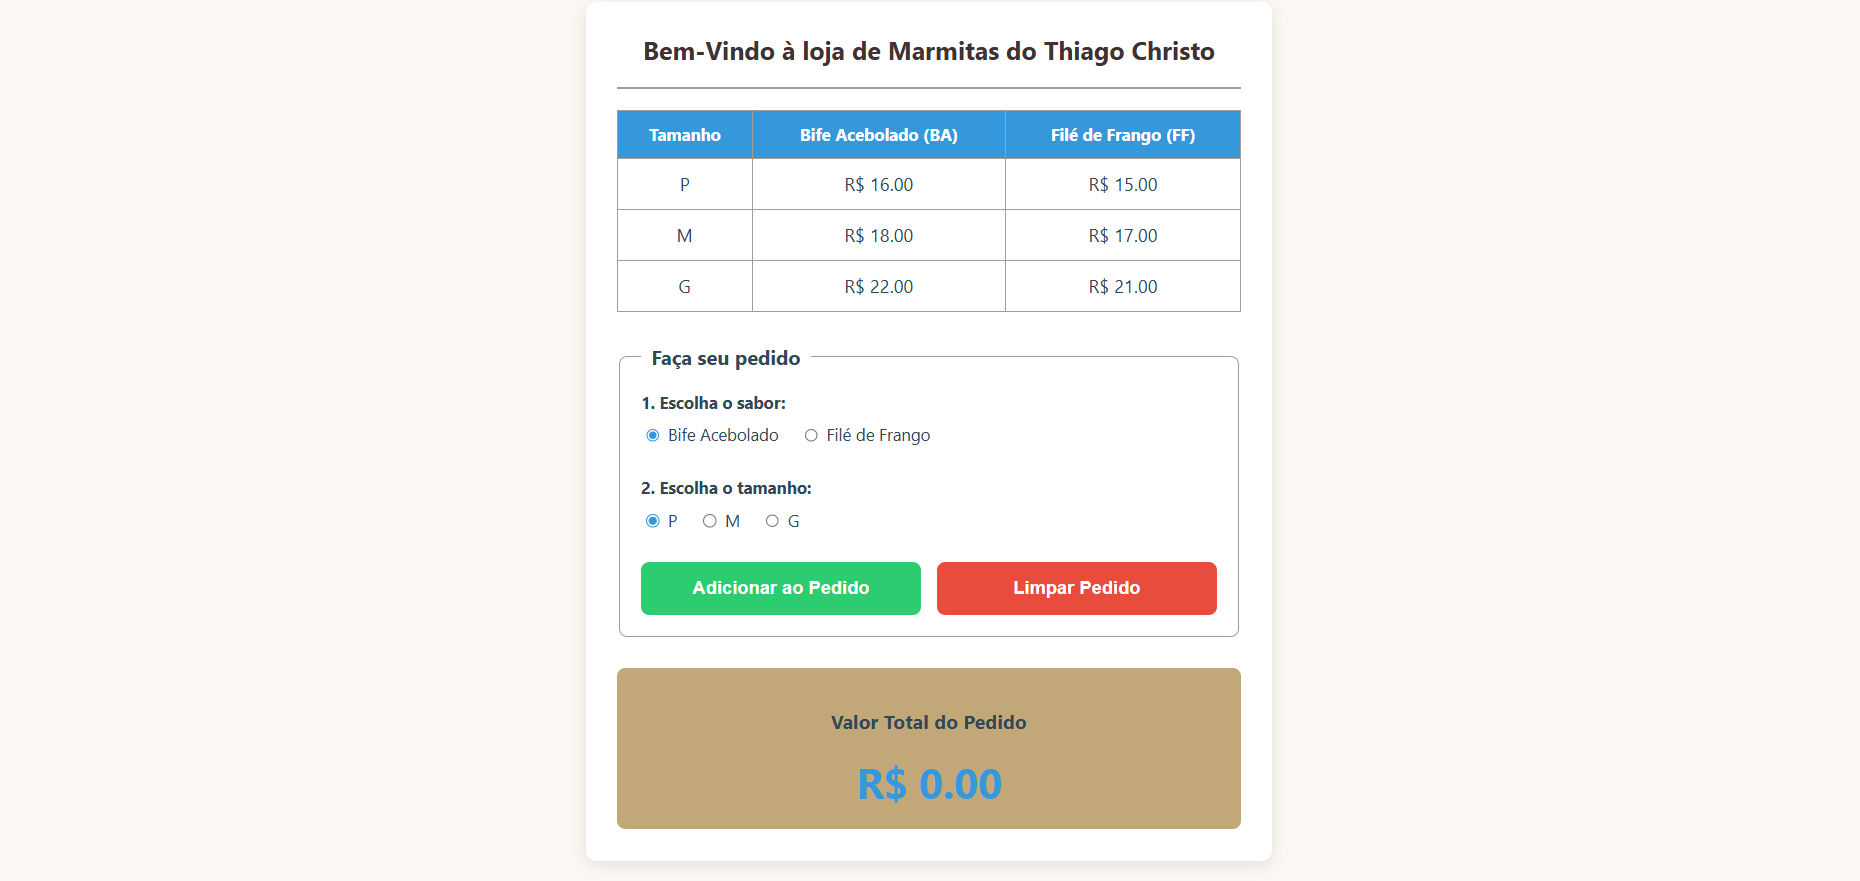 Bem-Vindo à loja de Marmitas do Thiago Christo
Tamanho Bife Acebolado (BA) Filé de Frango (FF)
P R$ 16.00 R$ 15.00
M R$ 18.00 R$ 17.00
G R$ 22.00 R$ 21.00
Faça seu pedido
1. Escolha o sabor:
Bife Acebolado Filé de Frango
2. Escolha o tamanho:
P M G
Adicionar ao Pedido Limpar Pedido
Valor Total do Pedido
R$ 0.00